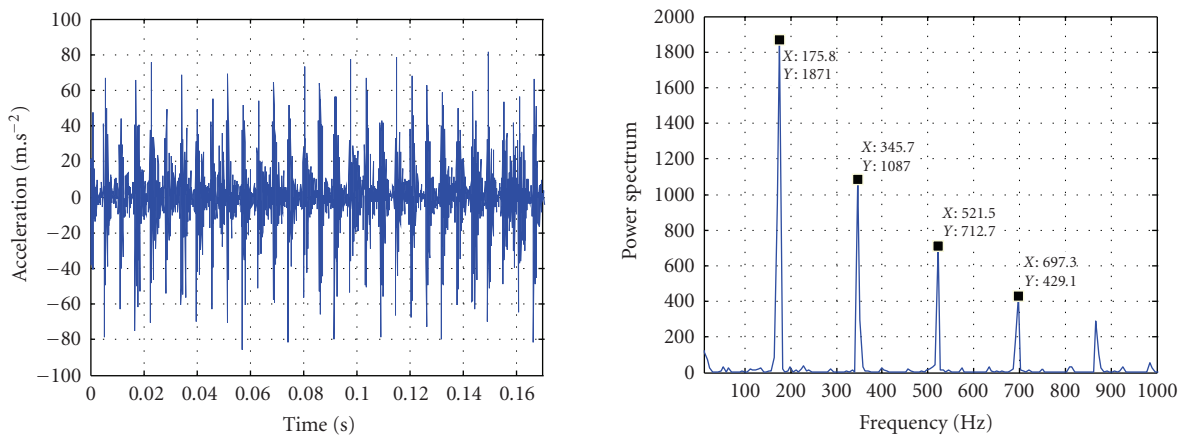 100
80
60
40
20
0
−20
−40
−60
−80
−100
0 0.02 0.04 0.06 0.08 0.1 0.12 0.14 0.16
Time (s)
Acceleration (m.s−2)
2000
1800
1600
1400
1200
1000
800
600
400
200
0
100 200 300 400 500 600 700 800 900 1000
Frequency (Hz)
Power spectrum
X: 175.8
Y: 1871
X: 345.7
Y: 1087
X: 521.5
Y: 712.7
X: 697.3
Y: 429.1